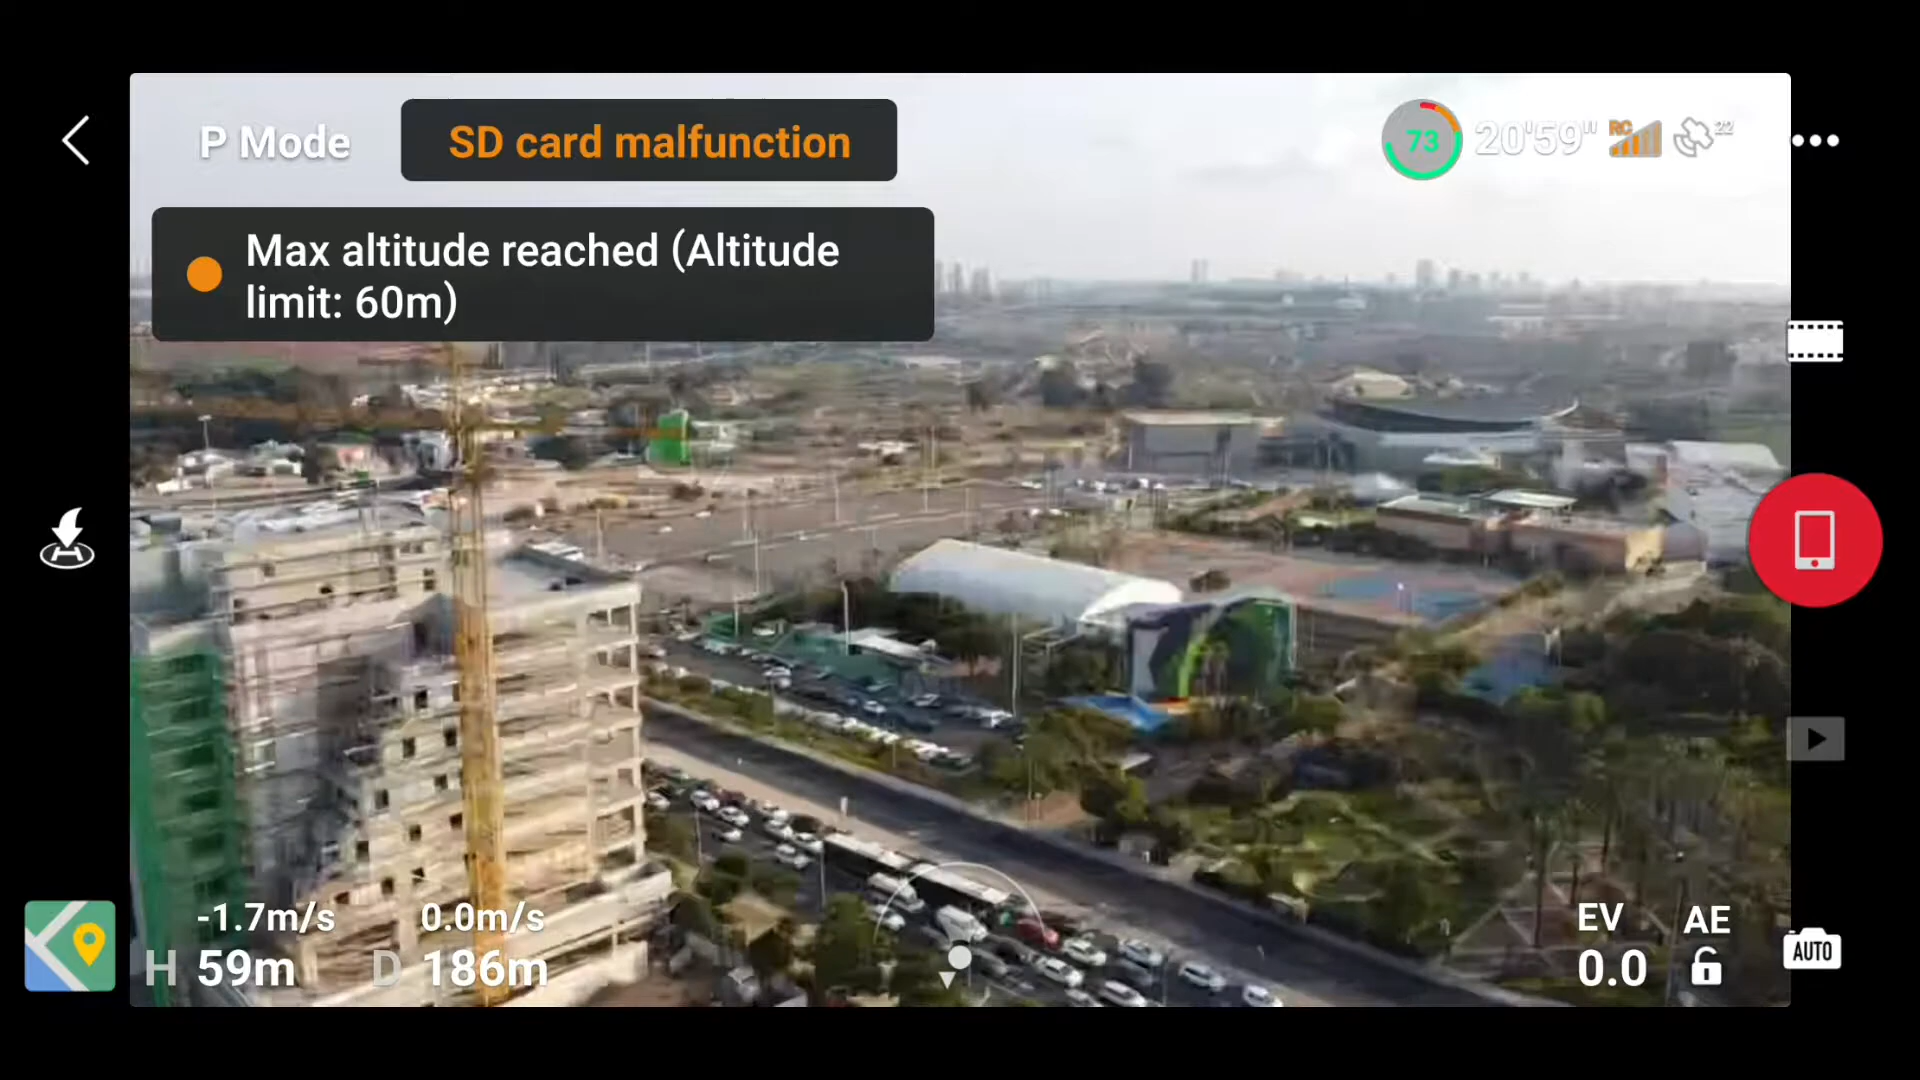 P Mode
SD card malfunction
73
20'59"
RC
22
Max altitude reached (Altitude
limit: 60m)
-1.7m/s
0.0m/s
H 59m
D 186m
EV
0.0
AE
AUTO